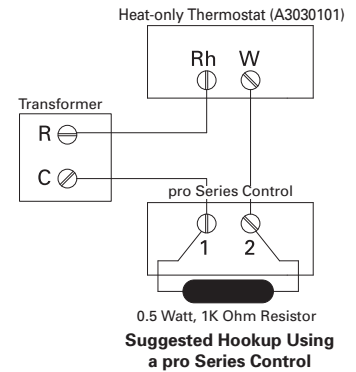 Heat-only Thermostat (A3030101)
Rh W
Transformer
R
C
pro Series Control
1 2
0.5 Watt, 1K Ohm Resistor
Suggested Hookup Using
a pro Series Control